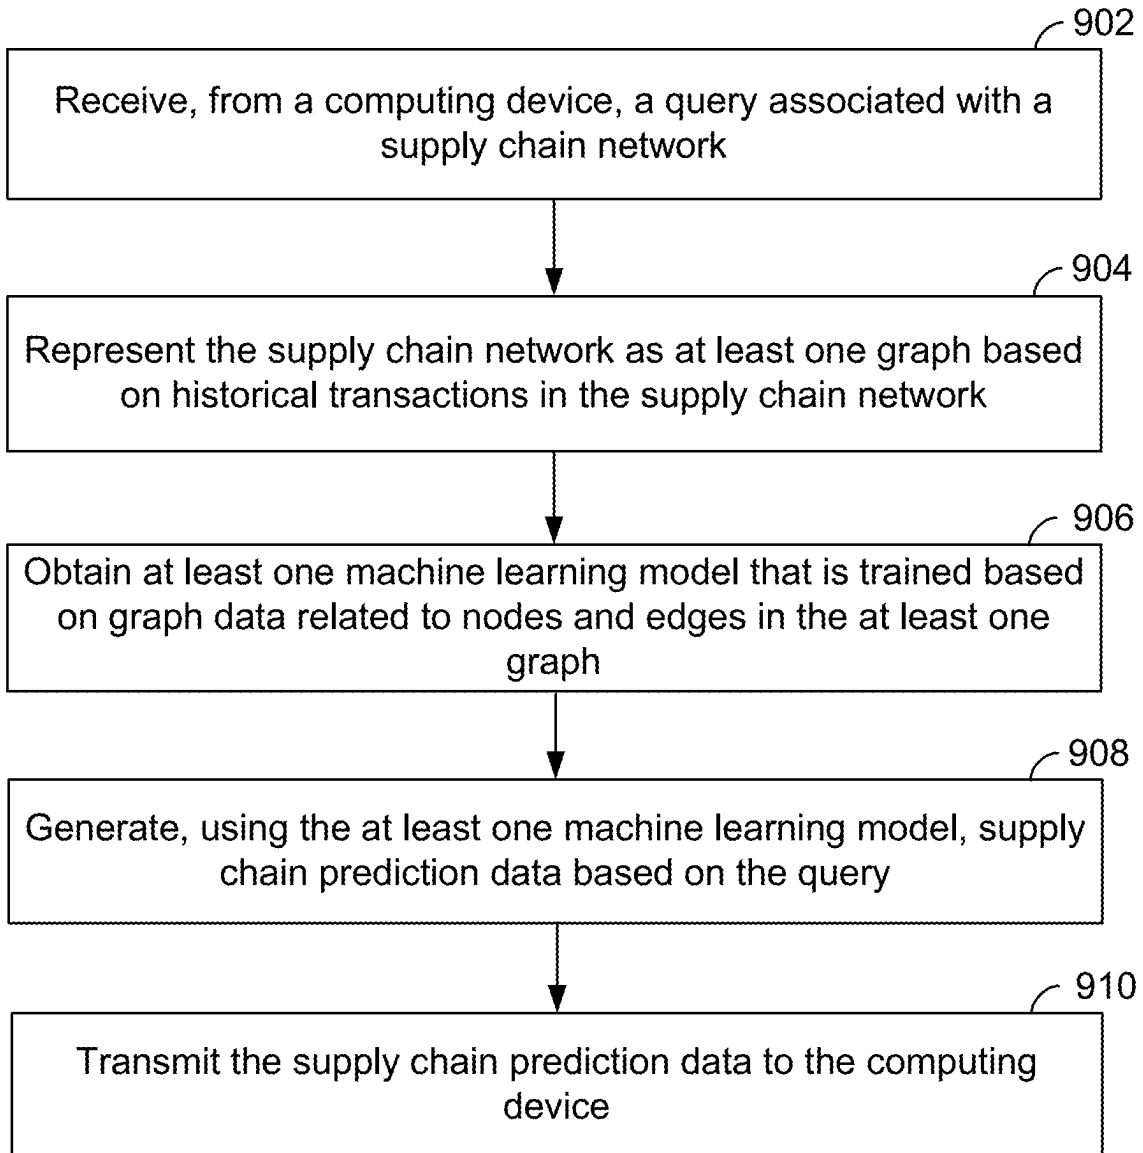 902
Receive, from a computing device, a query associated with a
supply chain network
904
Represent the supply chain network as at least one graph based
on historical transactions in the supply chain network
906
Obtain at least one machine learning model that is trained based
on graph data related to nodes and edges in the at least one
graph
908
Generate, using the at least one machine learning model, supply
chain prediction data based on the query
910
Transmit the supply chain prediction data to the computing
device